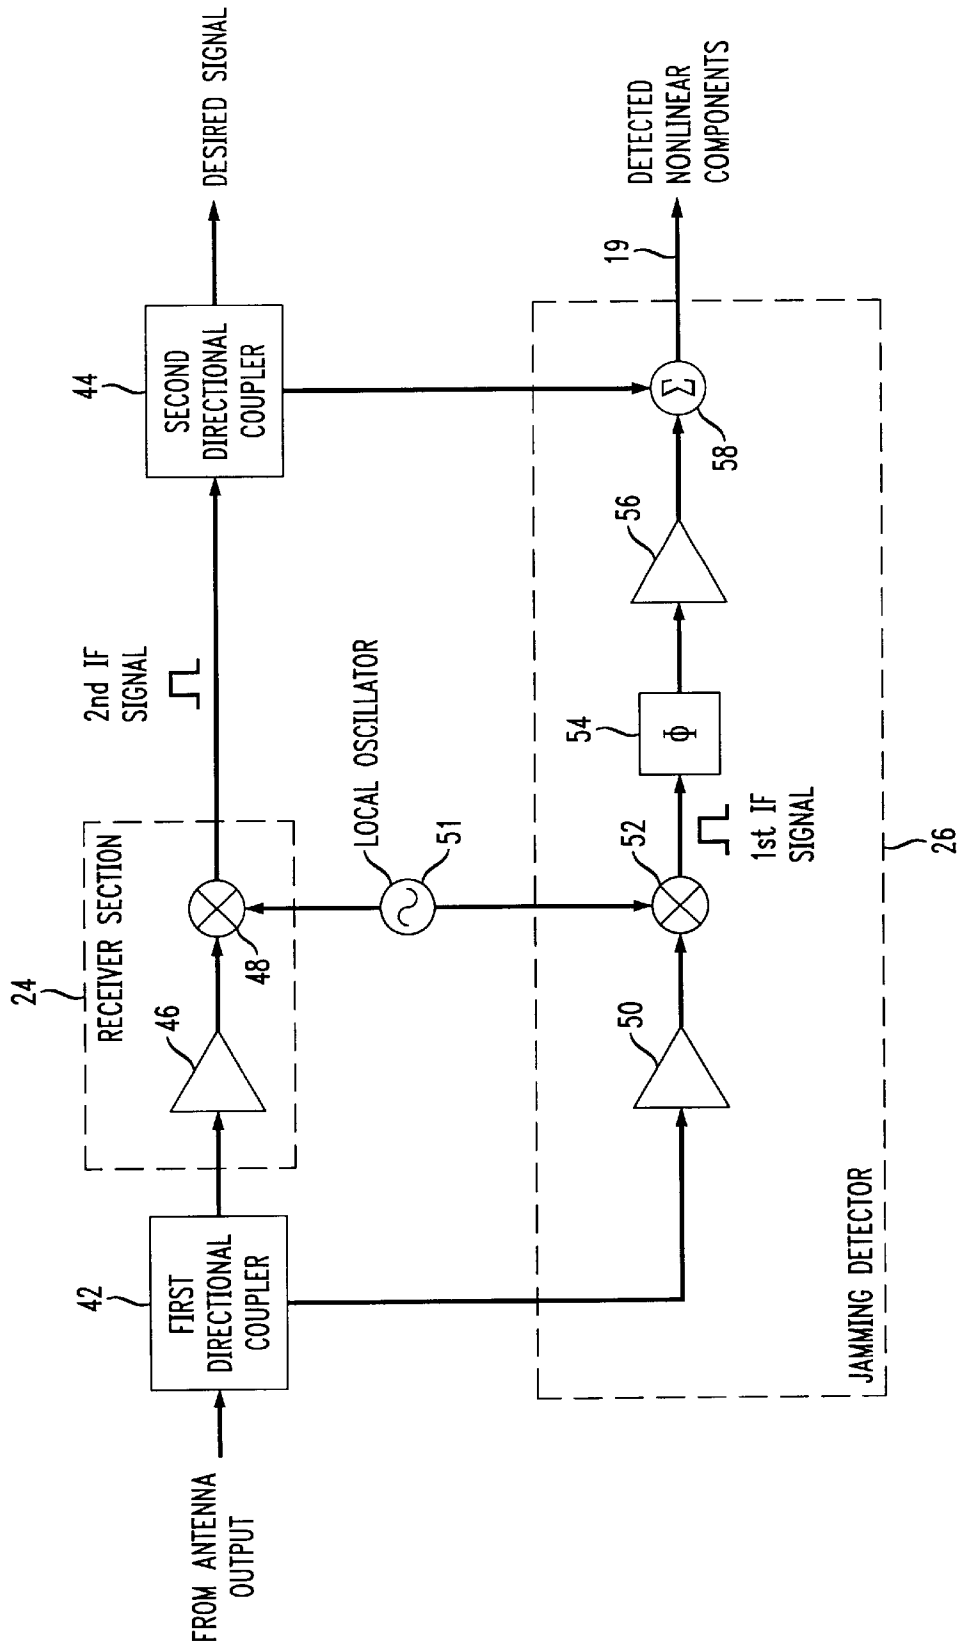 FROM ANTENNA
OUTPUT
42
FIRST
DIRECTIONAL
COUPLER
24
RECEIVER SECTION
46
48
2nd IF
SIGNAL
44
SECOND
DIRECTIONAL
COUPLER
DESIRED SIGNAL
LOCAL OSCILLATOR
51
50
52
1st IF
SIGNAL
54
Φ
56
Σ
58
19
DETECTED
NONLINEAR
COMPONENTS
JAMMING DETECTOR
26